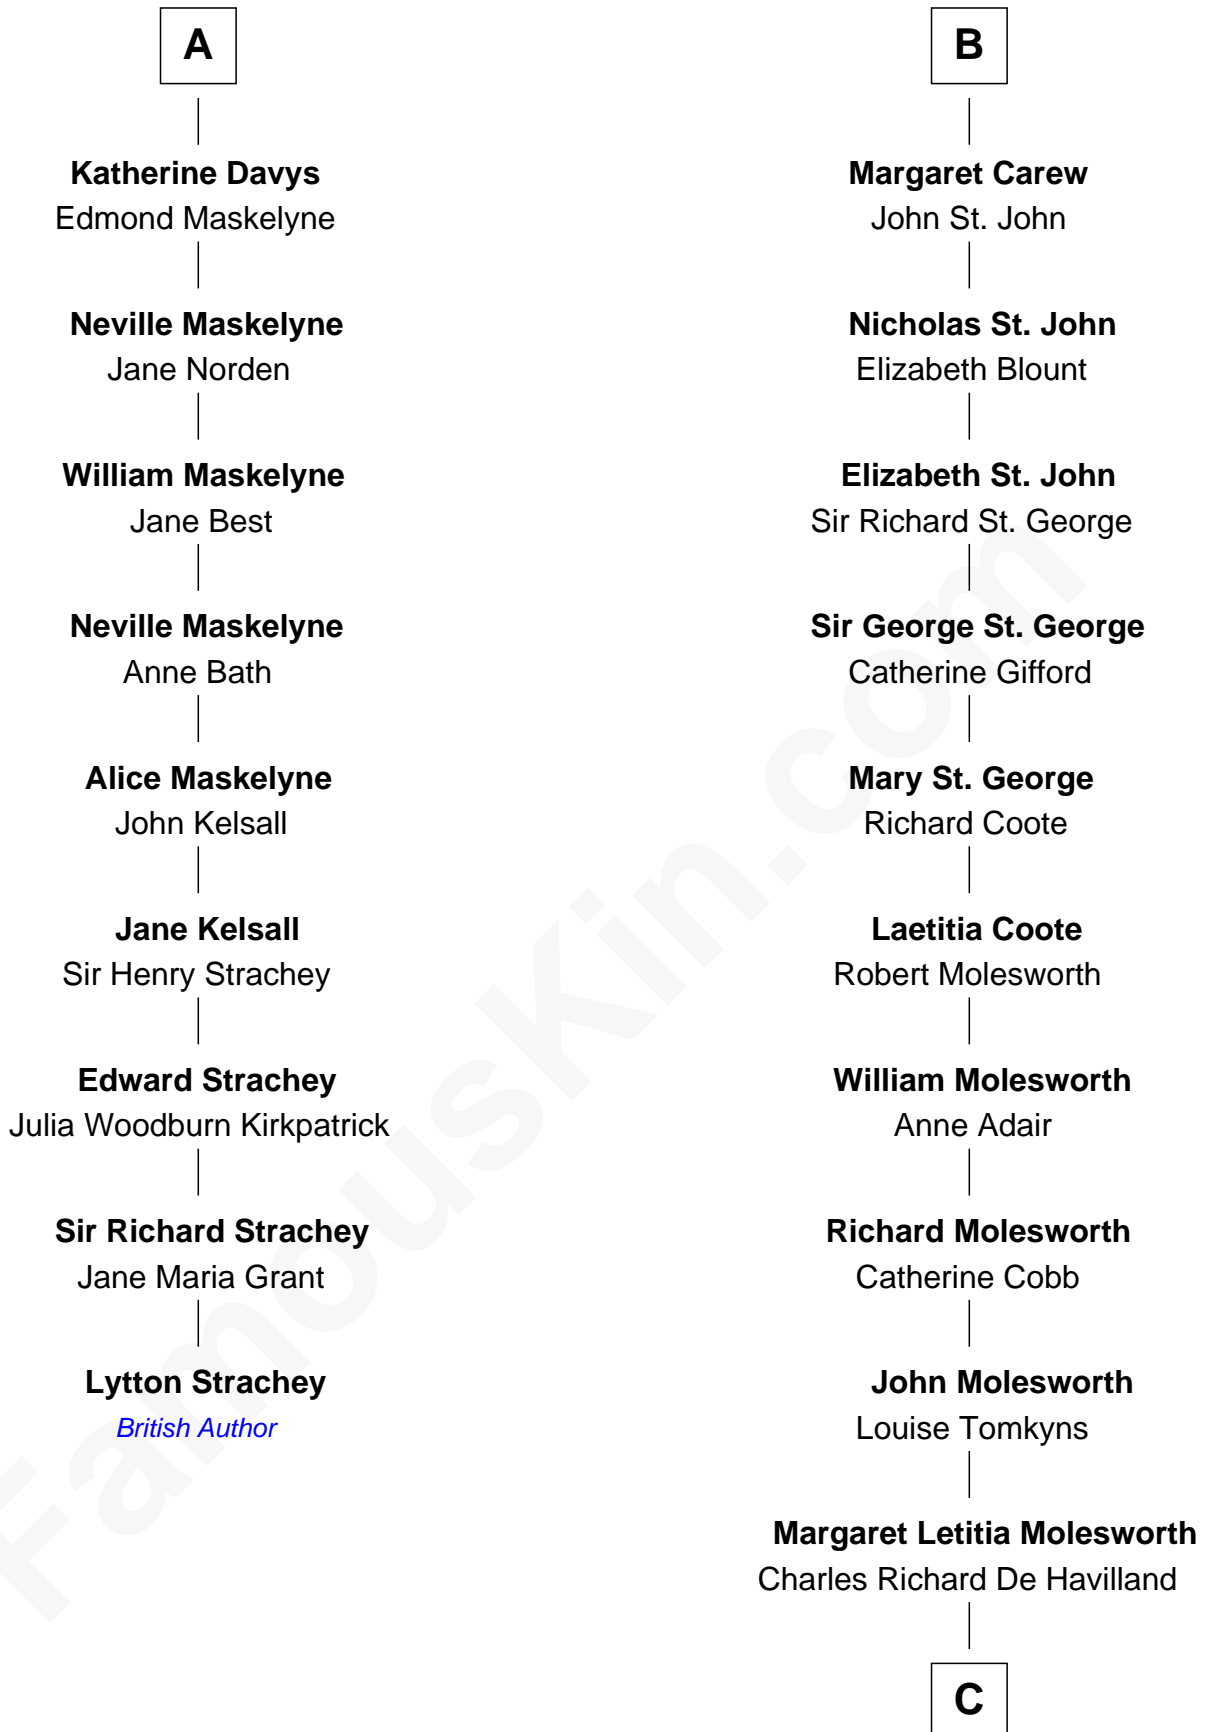 A
Katherine Davys
Edmond Maskelyne
Neville Maskelyne
Jane Norden
William Maskelyne
Jane Best
Neville Maskelyne
Anne Bath
Alice Maskelyne
John Kelsall
Jane Kelsall
Sir Henry Strachey
Edward Strachey
Julia Woodburn Kirkpatrick
Sir Richard Strachey
Jane Maria Grant
Lytton Strachey
British Author
B
Margaret Carew
John St. John
Nicholas St. John
Elizabeth Blount
Elizabeth St. John
Sir Richard St. George
Sir George St. George
Catherine Gifford
Mary St. George
Richard Coote
Laetitia Coote
Robert Molesworth
William Molesworth
Anne Adair
Richard Molesworth
Catherine Cobb
John Molesworth
Louise Tomkyns
Margaret Letitia Molesworth
Charles Richard De Havilland
C
FamousKin.com